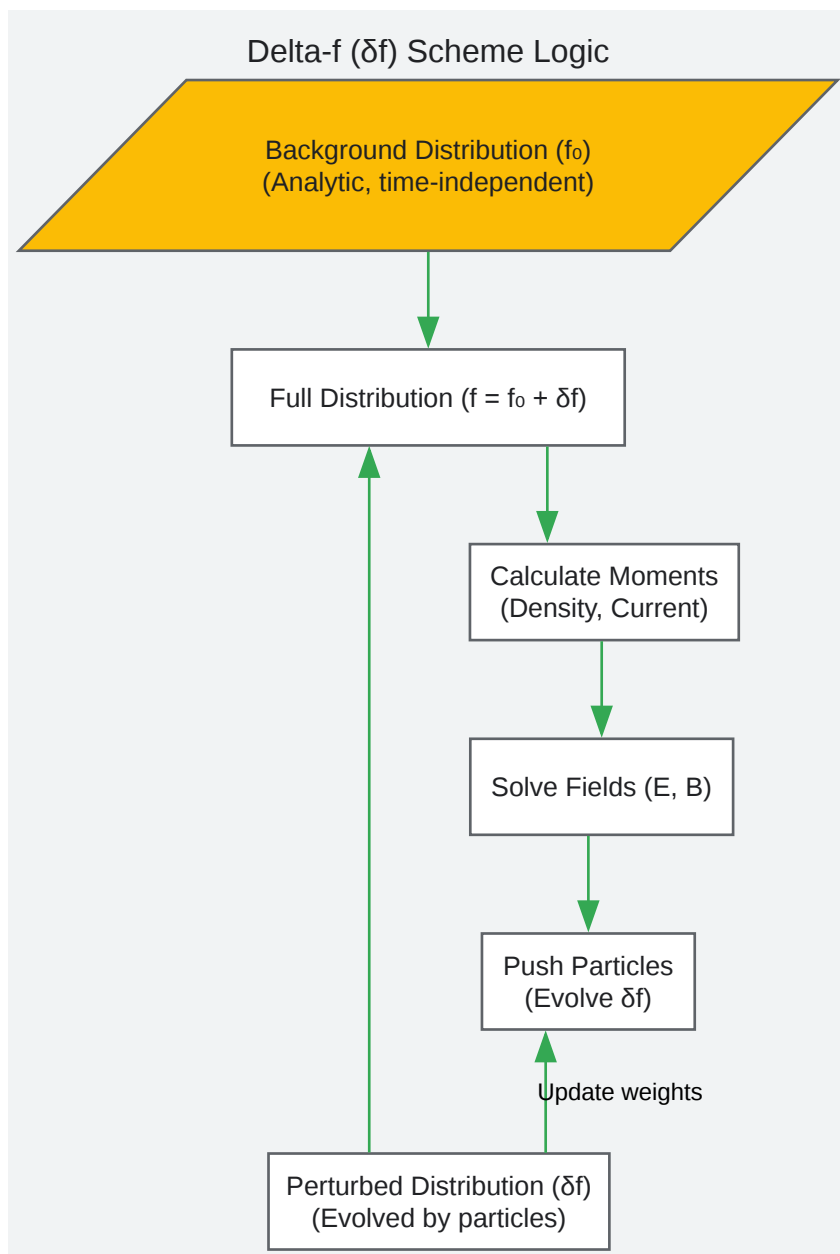 Delta-f (δf) Scheme Logic
Background Distribution (f₀)
(Analytic, time-independent)
Full Distribution (f = f₀ + δf)
Calculate Moments
(Density, Current)
Solve Fields (E, B)
Push Particles
(Evolve δf)
Update weights
Perturbed Distribution (δf)
(Evolved by particles)